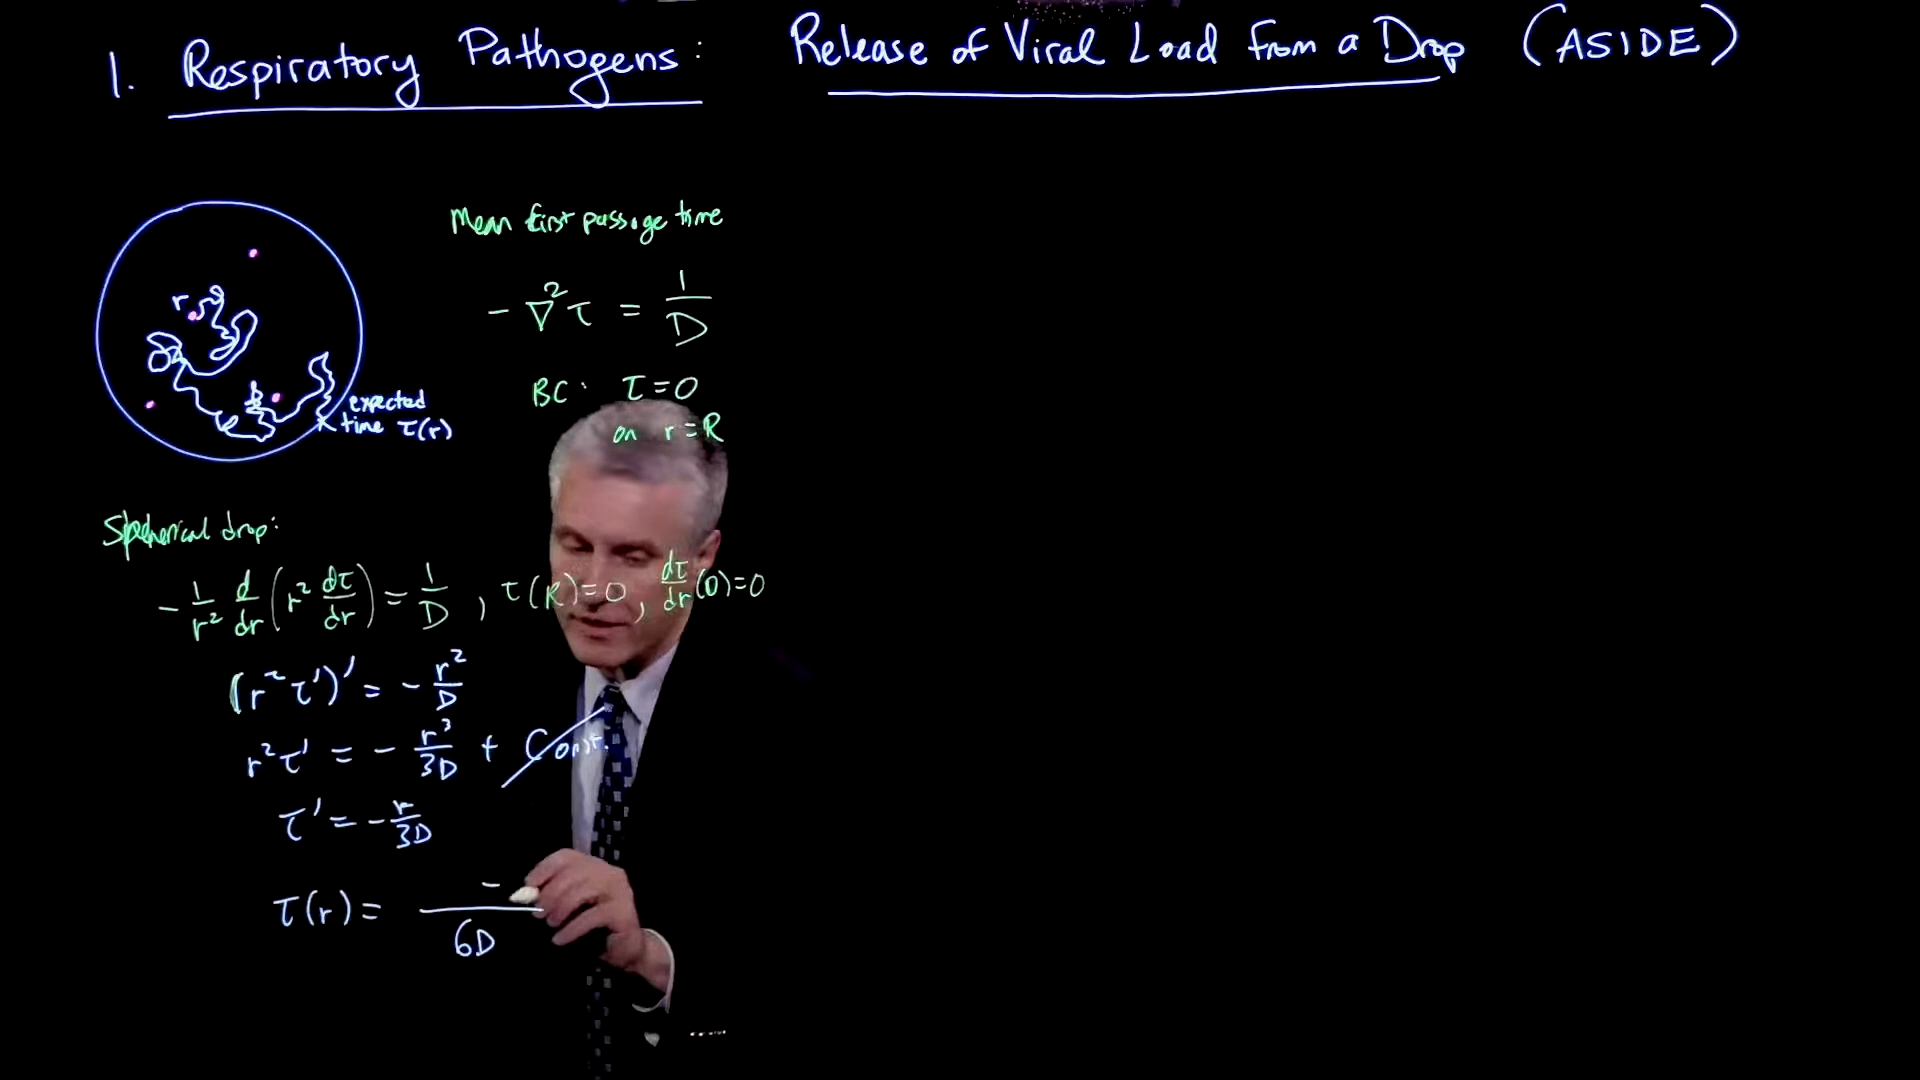 1. Respiratory Pathogens: Release of Viral Load from a Drop (ASIDE)
Mean first passage time
- ∇²τ = 1/D
BC: τ = 0
on r = R
r
expected
time τ(r)
Spherical drop:
- 1/r² d/dr (r² dτ/dr) = 1/D , τ(R) = 0 , dτ/dr (0) = 0
(r² τ')' = - r²/D
r² τ' = - r³/3D + Const.
τ' = - r/3D
τ(r) = -/6D